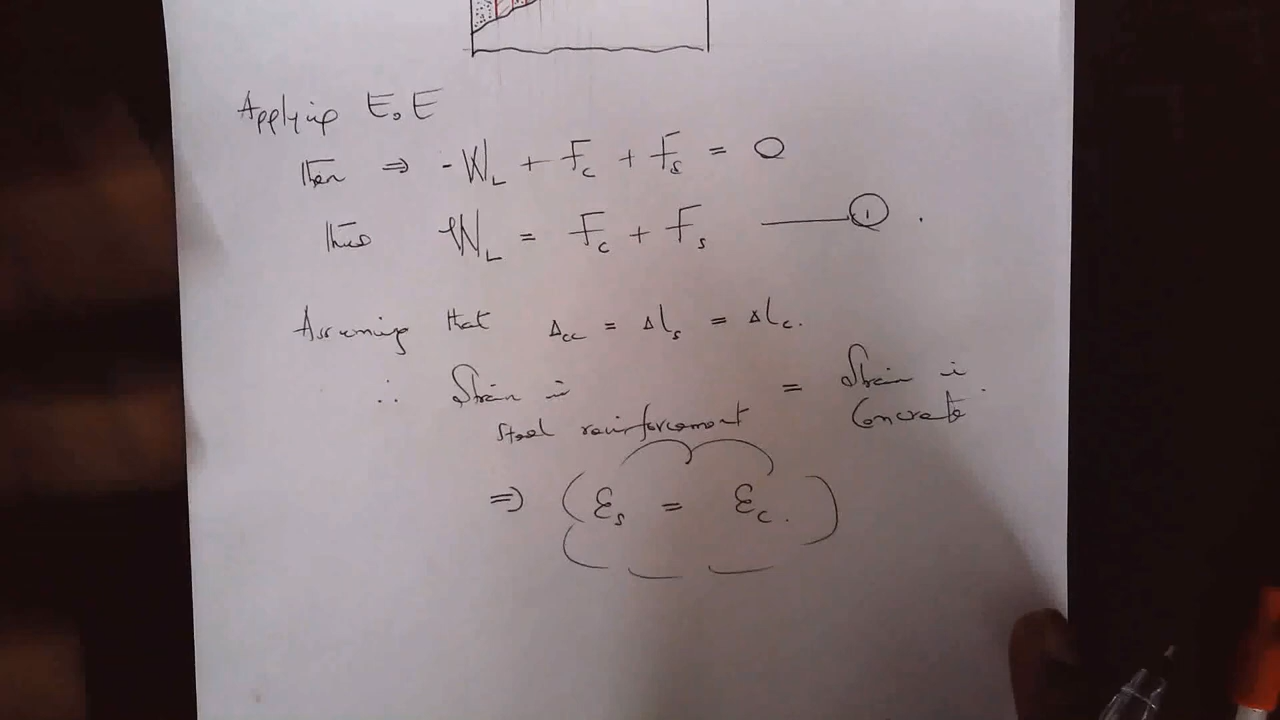 Applying E.E
then ⇒ -W_L + F_c + F_s = 0
thus W_L = F_c + F_s —— ①.
Assuming that Δ_cc = Δl_s = Δl_c.
∴ Strain in = Strain in
steel reinforcement Concrete.
⇒ (ε_s = ε_c.)